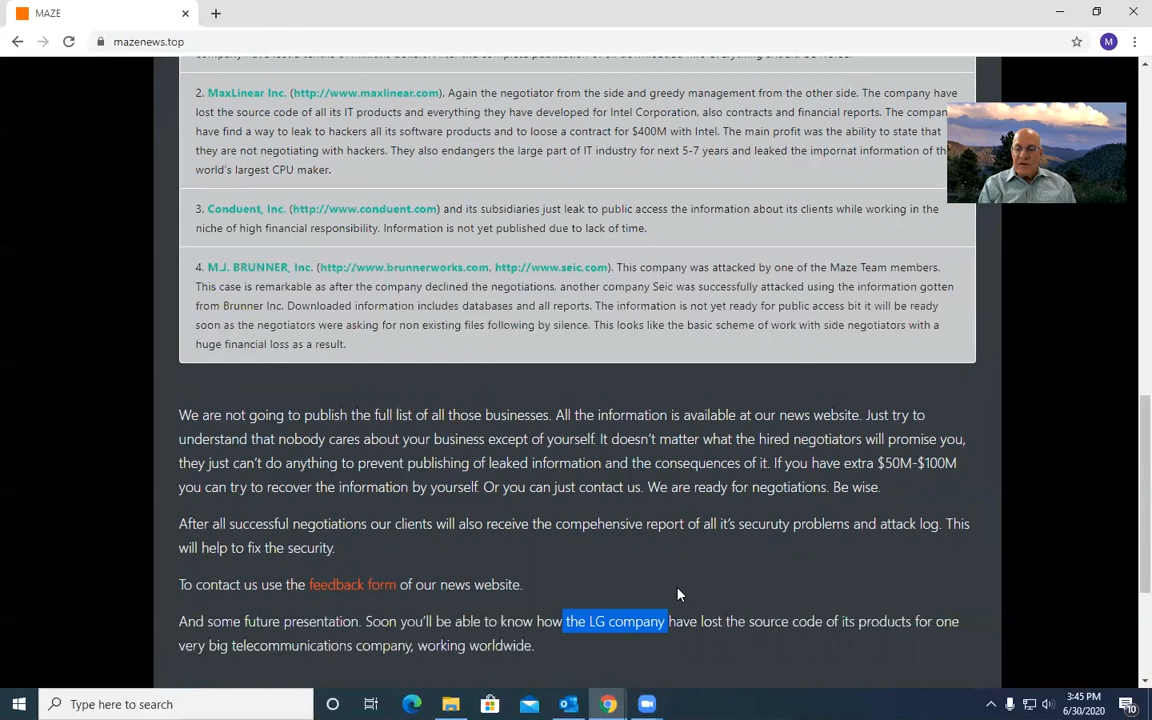 MAZE
mazenews.top
M
2. MaxLinear Inc. (http://www.maxlinear.com). Again the negotiator from the side and greedy management from the other side. The company have
lost the source code of all its IT products and everything they have developed for Intel Corporation, also contracts and financial reports. The compan
have find a way to leak to hackers all its software products and to loose a contract for $400M with Intel. The main profit was the ability to state that
they are not negotiating with hackers. They also endangers the large part of IT industry for next 5-7 years and leaked the impornat information of th
world's largest CPU maker.
3. Conduent, Inc. (http://www.conduent.com) and its subsidiaries just leak to public access the information about its clients while working in the
niche of high financial responsibility. Information is not yet published due to lack of time.
4. M.J. BRUNNER, Inc. (http://www.brunnerworks.com, http://www.seic.com). This company was attacked by one of the Maze Team members.
This case is remarkable as after the company declined the negotiations, another company Seic was successfully attacked using the information gotten
from Brunner Inc. Downloaded information includes databases and all reports. The information is not yet ready for public access bit it will be ready
soon as the negotiators were asking for non existing files following by silence. This looks like the basic scheme of work with side negotiators with a
huge financial loss as a result.
We are not going to publish the full list of all those businesses. All the information is available at our news website. Just try to
understand that nobody cares about your business except of yourself. It doesn't matter what the hired negotiators will promise you,
they just can't do anything to prevent publishing of leaked information and the consequences of it. If you have extra $50M-$100M
you can try to recover the information by yourself. Or you can just contact us. We are ready for negotiations. Be wise.
After all successful negotiations our clients will also receive the compehensive report of all it's securuty problems and attack log. This
will help to fix the security.
To contact us use the feedback form of our news website.
And some future presentation. Soon you'll be able to know how the LG company have lost the source code of its products for one
very big telecommunications company, working worldwide.
Type here to search
3:45 PM
6/30/2020
10